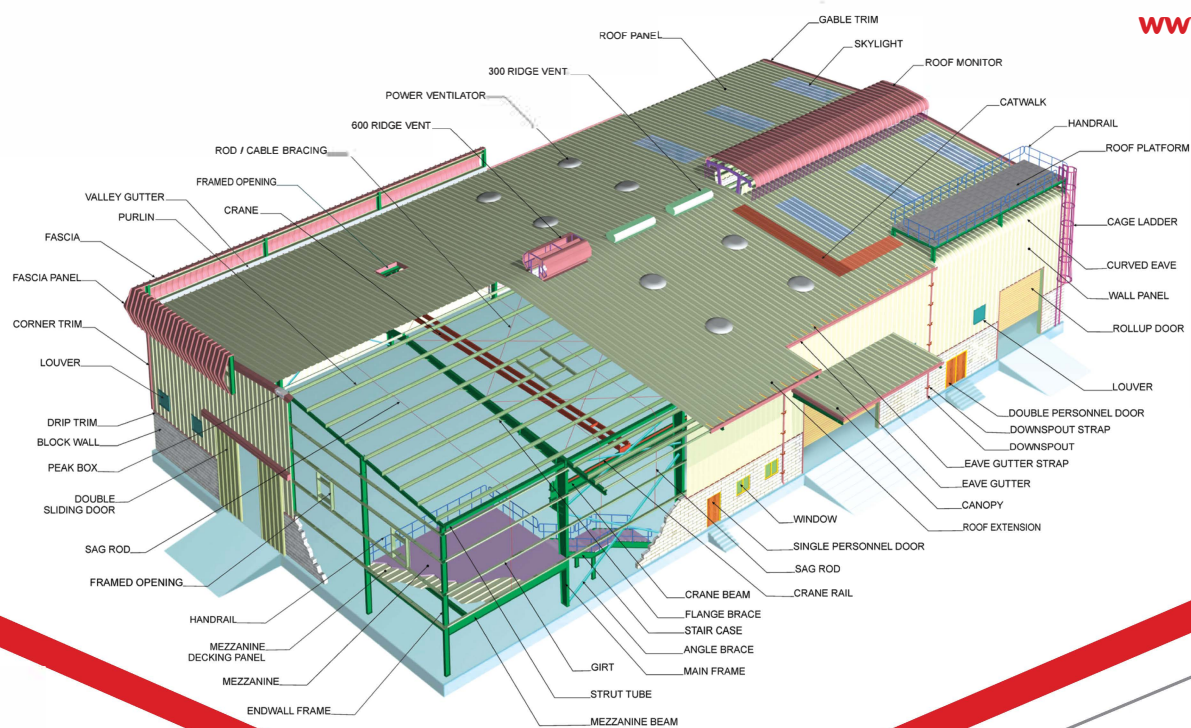 ww
GABLE TRIM
ROOF PANEL
SKYLIGHT
ROOF MONITOR
300 RIDGE VENT
CATWALK
POWER VENTILATOR
HANDRAIL
600 RIDGE VENT
ROOF PLATFORM
ROD / CABLE BRACING
FRAMED OPENING
VALLEY GUTTER
CRANE
PURLIN
CAGE LADDER
FASCIA
CURVED EAVE
FASCIA PANEL
WALL PANEL
CORNER TRIM
ROLLUP DOOR
LOUVER
LOUVER
DRIP TRIM
DOUBLE PERSONNEL DOOR
BLOCK WALL
DOWNSPOUT STRAP
DOWNSPOUT
PEAK BOX
EAVE GUTTER STRAP
EAVE GUTTER
DOUBLE
SLIDING DOOR
CANOPY
WINDOW
ROOF EXTENSION
SAG ROD
SINGLE PERSONNEL DOOR
SAG ROD
FRAMED OPENING
CRANE BEAM
CRANE RAIL
FLANGE BRACE
HANDRAIL
STAIR CASE
MEZZANINE
DECKING PANEL
ANGLE BRACE
GIRT
MAIN FRAME
MEZZANINE
STRUT TUBE
ENDWALL FRAME
MEZZANINE BEAM